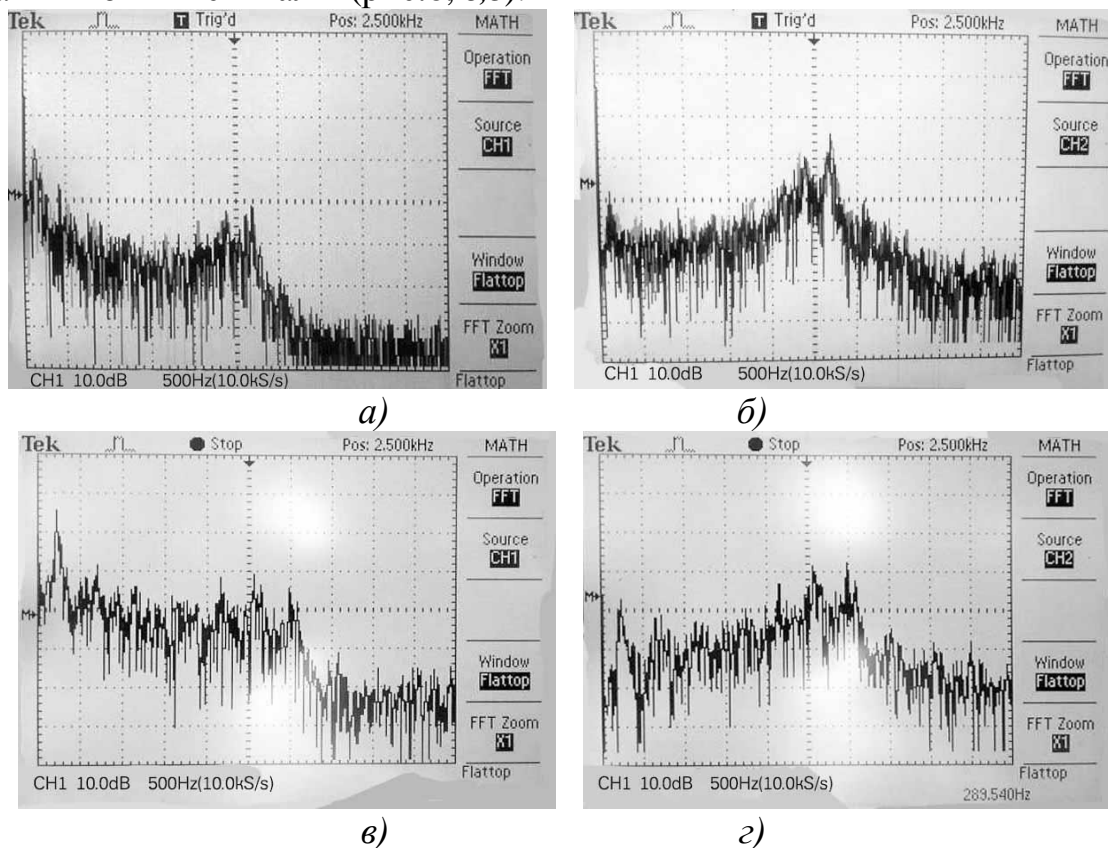 Tek Trig'd Pos: 2.500kHz MATH
Operation
FFT
Source
CH1
M
Window
Flattop
FFT Zoom
X1
CH1 10.0dB 500Hz(10.0kS/s) Flattop
а)
Tek Trig'd Pos: 2.500kHz MATH
Operation
FFT
Source
CH2
M
Window
Flattop
FFT Zoom
X1
CH1 10.0dB 500Hz(10.0kS/s) Flattop
б)
Tek Stop Pos: 2.500kHz MATH
Operation
FFT
Source
CH1
M
Window
Flattop
FFT Zoom
X1
CH1 10.0dB 500Hz(10.0kS/s) Flattop
в)
Tek Stop Pos: 2.500kHz MATH
Operation
FFT
Source
CH2
M
Window
Flattop
FFT Zoom
X1
CH1 10.0dB 500Hz(10.0kS/s) Flattop
289.540Hz
г)